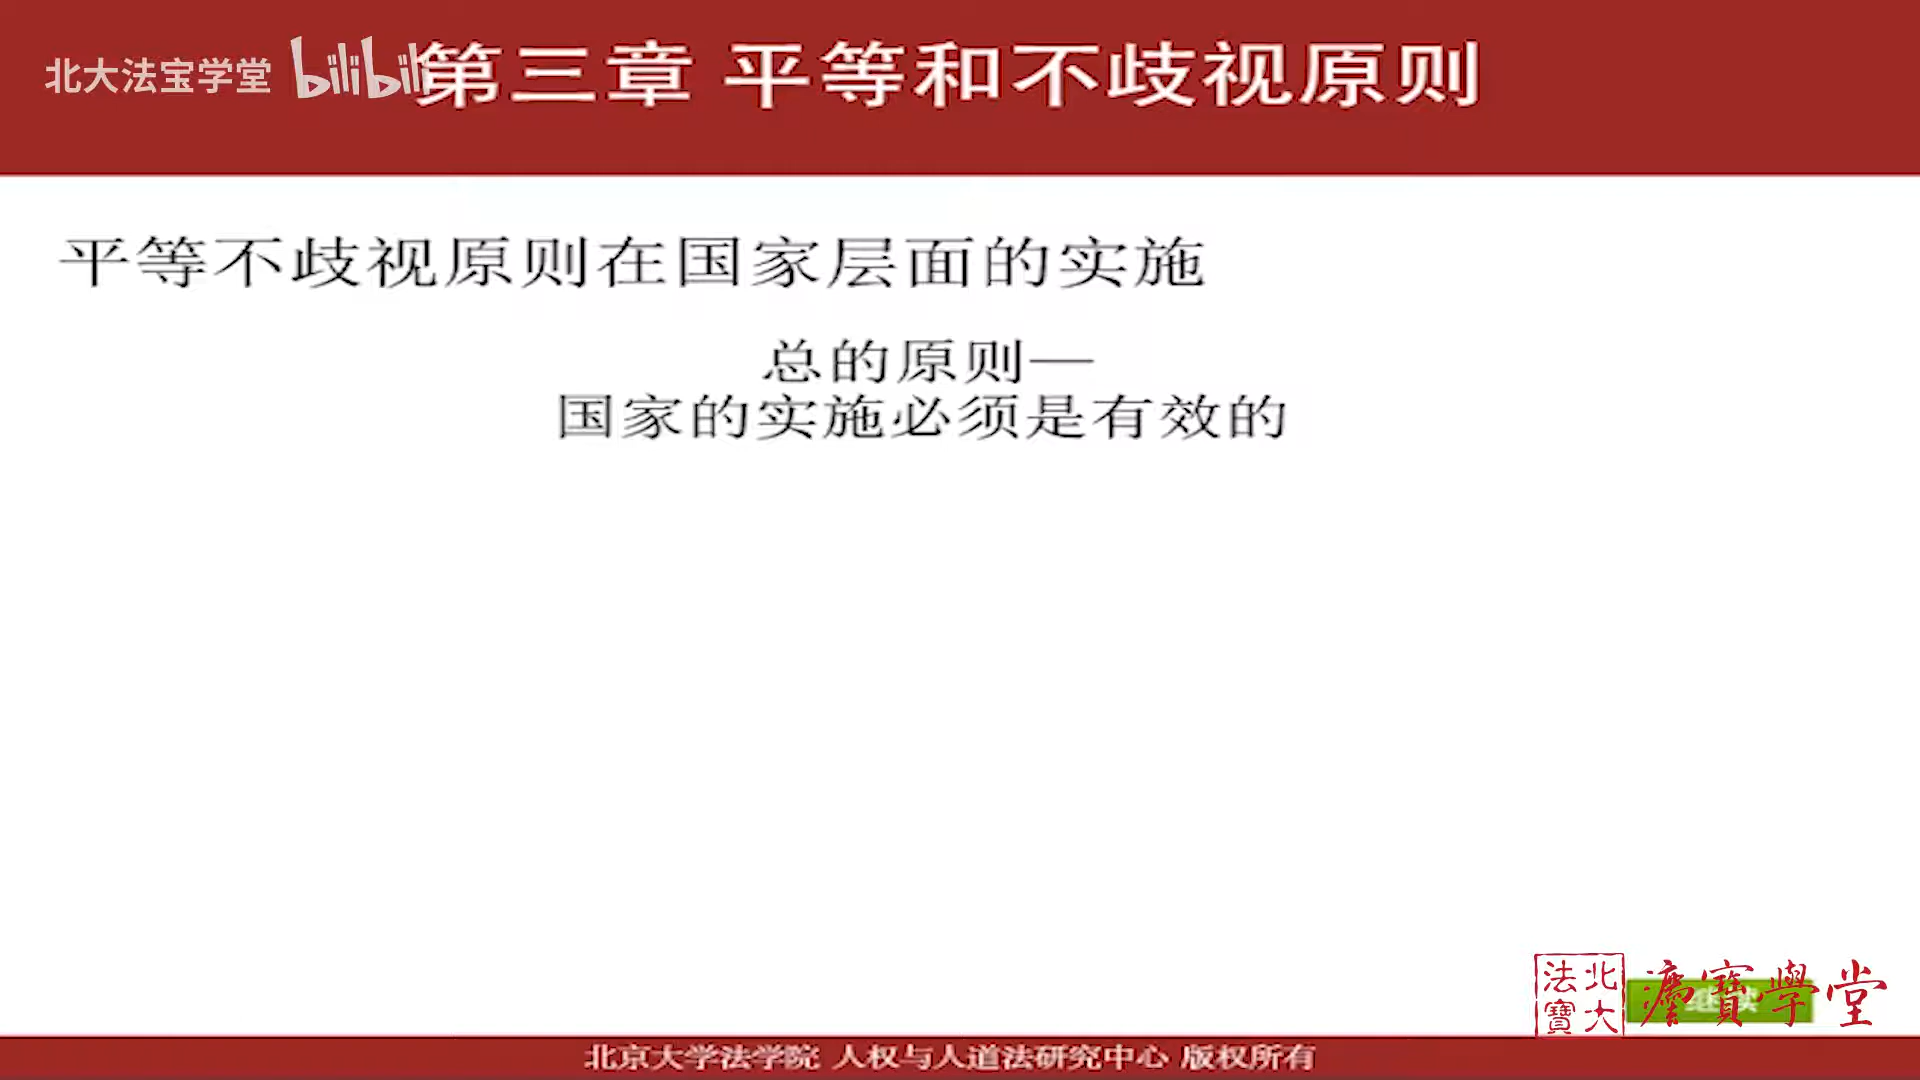 北大法宝学堂 bilibili
第三章 平等和不歧视原则
平等不歧视原则在国家层面的实施
总的原则—
国家的实施必须是有效的
北大
法寶
灋寶學堂
继续
北京大学法学院 人权与人道法研究中心 版权所有